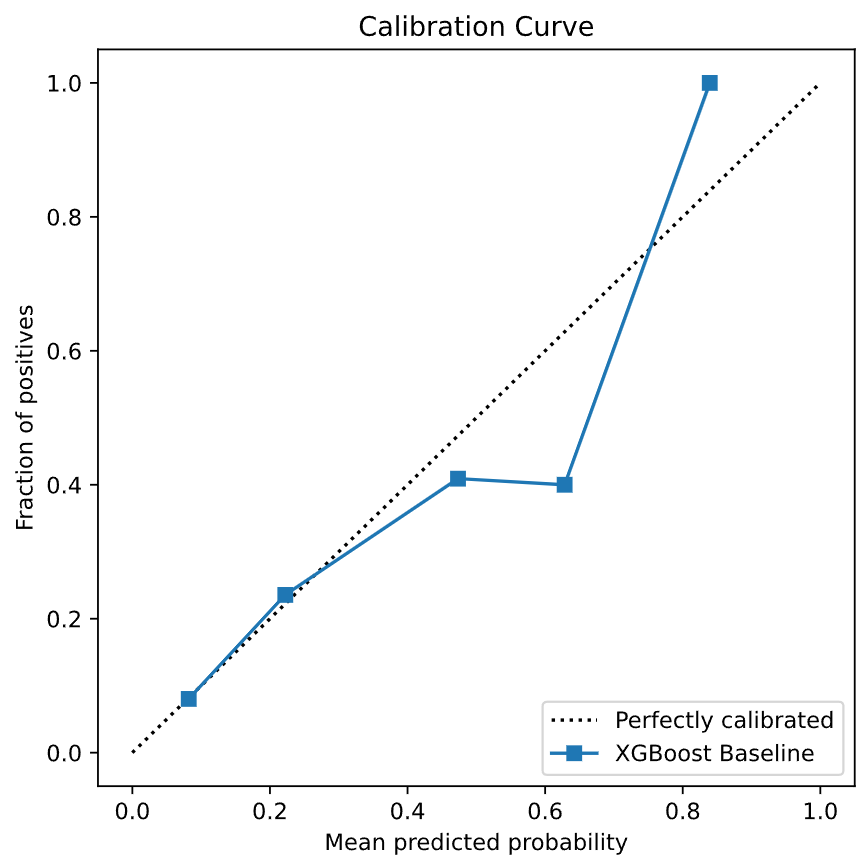 Calibration Curve
Fraction of positives
1.0
0.8
0.6
0.4
0.2
0.0
0.0 0.2 0.4 0.6 0.8 1.0
Mean predicted probability
Perfectly calibrated
XGBoost Baseline